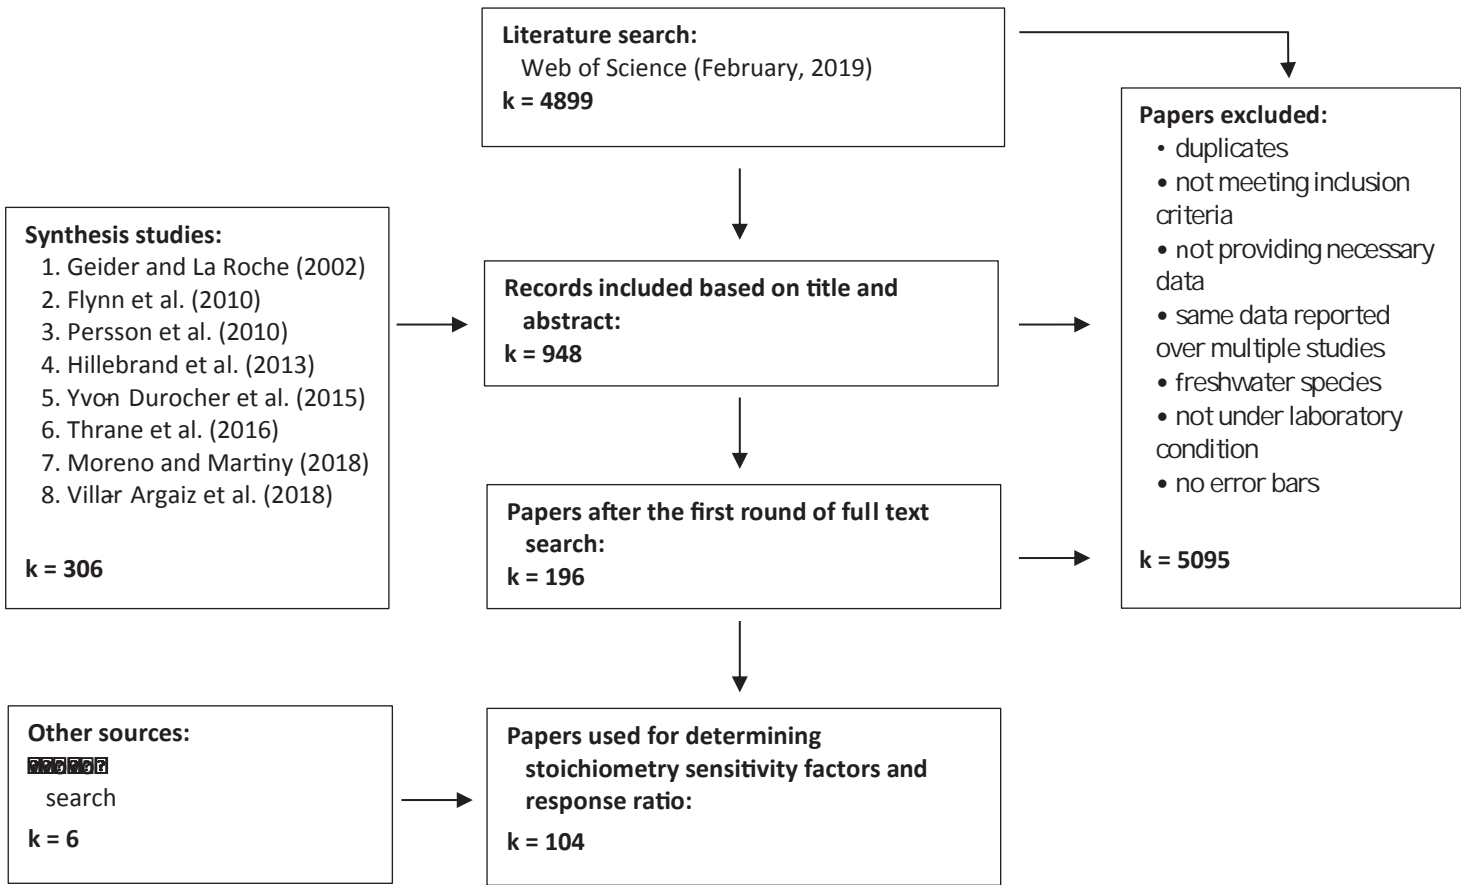 Literature search:
Web of Science (February, 2019)
k = 4899
Papers excluded:
• duplicates
• not meeting inclusion
criteria
• not providing necessary
data
• same data reported
over multiple studies
• freshwater species
• not under laboratory
condition
• no error bars
k = 5095
Synthesis studies:
1. Geider and La Roche (2002)
2. Flynn et al. (2010)
3. Persson et al. (2010)
4. Hillebrand et al. (2013)
5. Yvon Durocher et al. (2015)
6. Thrane et al. (2016)
7. Moreno and Martiny (2018)
8. Villar Argaiz et al. (2018)
k = 306
Records included based on title and
abstract:
k = 948
Papers after the first round of full text
search:
k = 196
Other sources:
search
k = 6
Papers used for determining
stoichiometry sensitivity factors and
response ratio:
k = 104